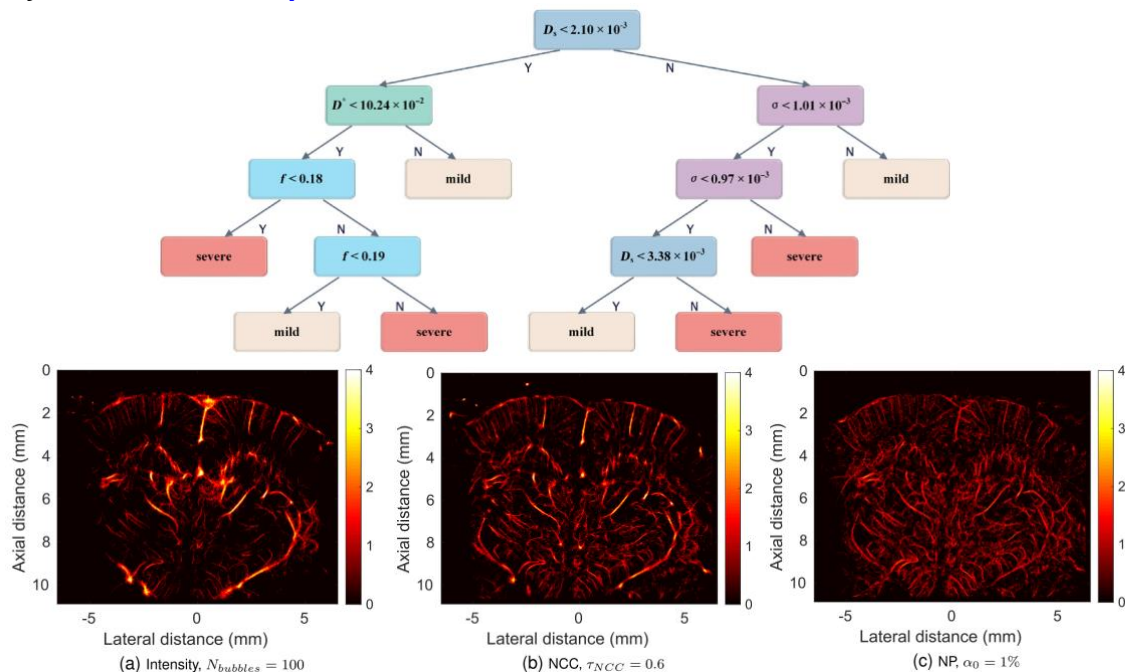 Dₛ < 2.10 × 10⁻³
Y
N
D* < 10.24 × 10⁻²
σ < 1.01 × 10⁻³
Y
N
Y
N
f < 0.18
mild
σ < 0.97 × 10⁻³
mild
Y
N
Y
N
severe
f < 0.19
Dₛ < 3.38 × 10⁻³
severe
Y
N
Y
N
mild
severe
mild
severe
0
2
4
6
8
10
Axial distance (mm)
-5
0
5
Lateral distance (mm)
4
3
2
1
0
(a) Intensity, N_bubbles = 100
0
2
4
6
8
10
Axial distance (mm)
-5
0
5
Lateral distance (mm)
4
3
2
1
0
(b) NCC, τ_NCC = 0.6
0
2
4
6
8
10
Axial distance (mm)
-5
0
5
Lateral distance (mm)
4
3
2
1
0
(c) NP, α₀ = 1%